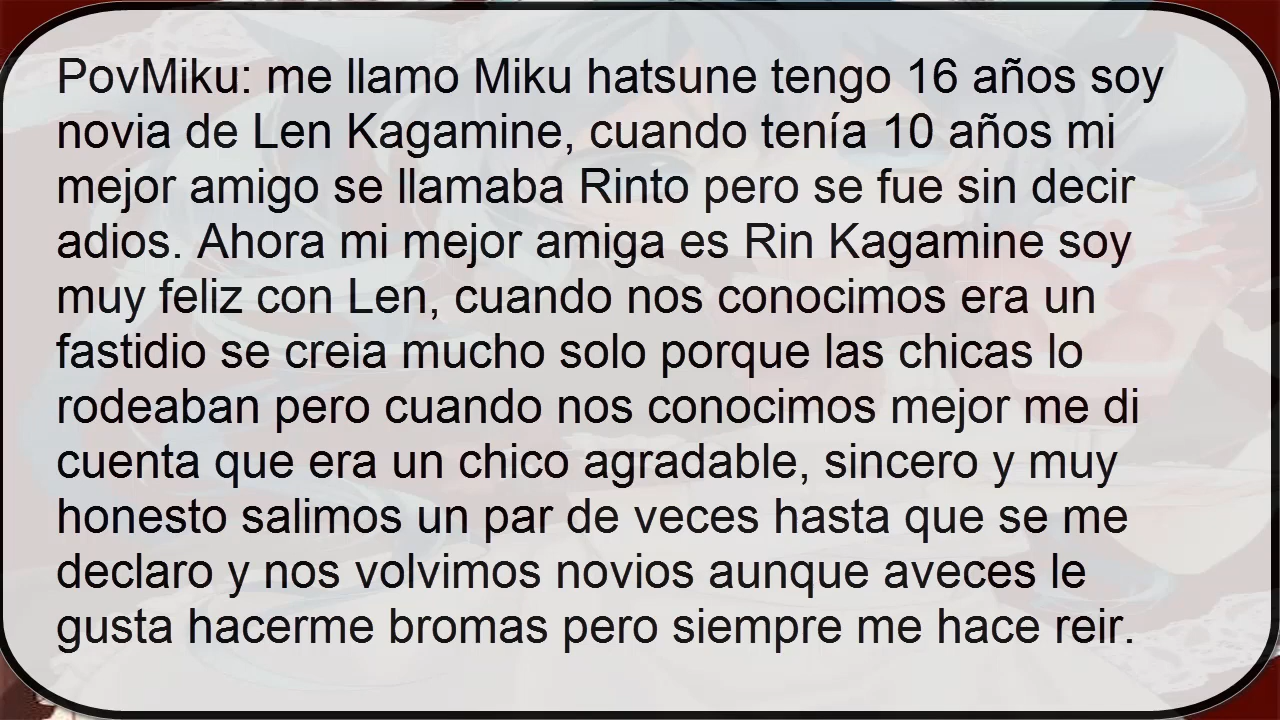 PovMiku: me llamo Miku hatsune tengo 16 años soy
novia de Len Kagamine, cuando tenía 10 años mi
mejor amigo se llamaba Rinto pero se fue sin decir
adios. Ahora mi mejor amiga es Rin Kagamine soy
muy feliz con Len, cuando nos conocimos era un
fastidio se creia mucho solo porque las chicas lo
rodeaban pero cuando nos conocimos mejor me di
cuenta que era un chico agradable, sincero y muy
honesto salimos un par de veces hasta que se me
declaro y nos volvimos novios aunque aveces le
gusta hacerme bromas pero siempre me hace reir.